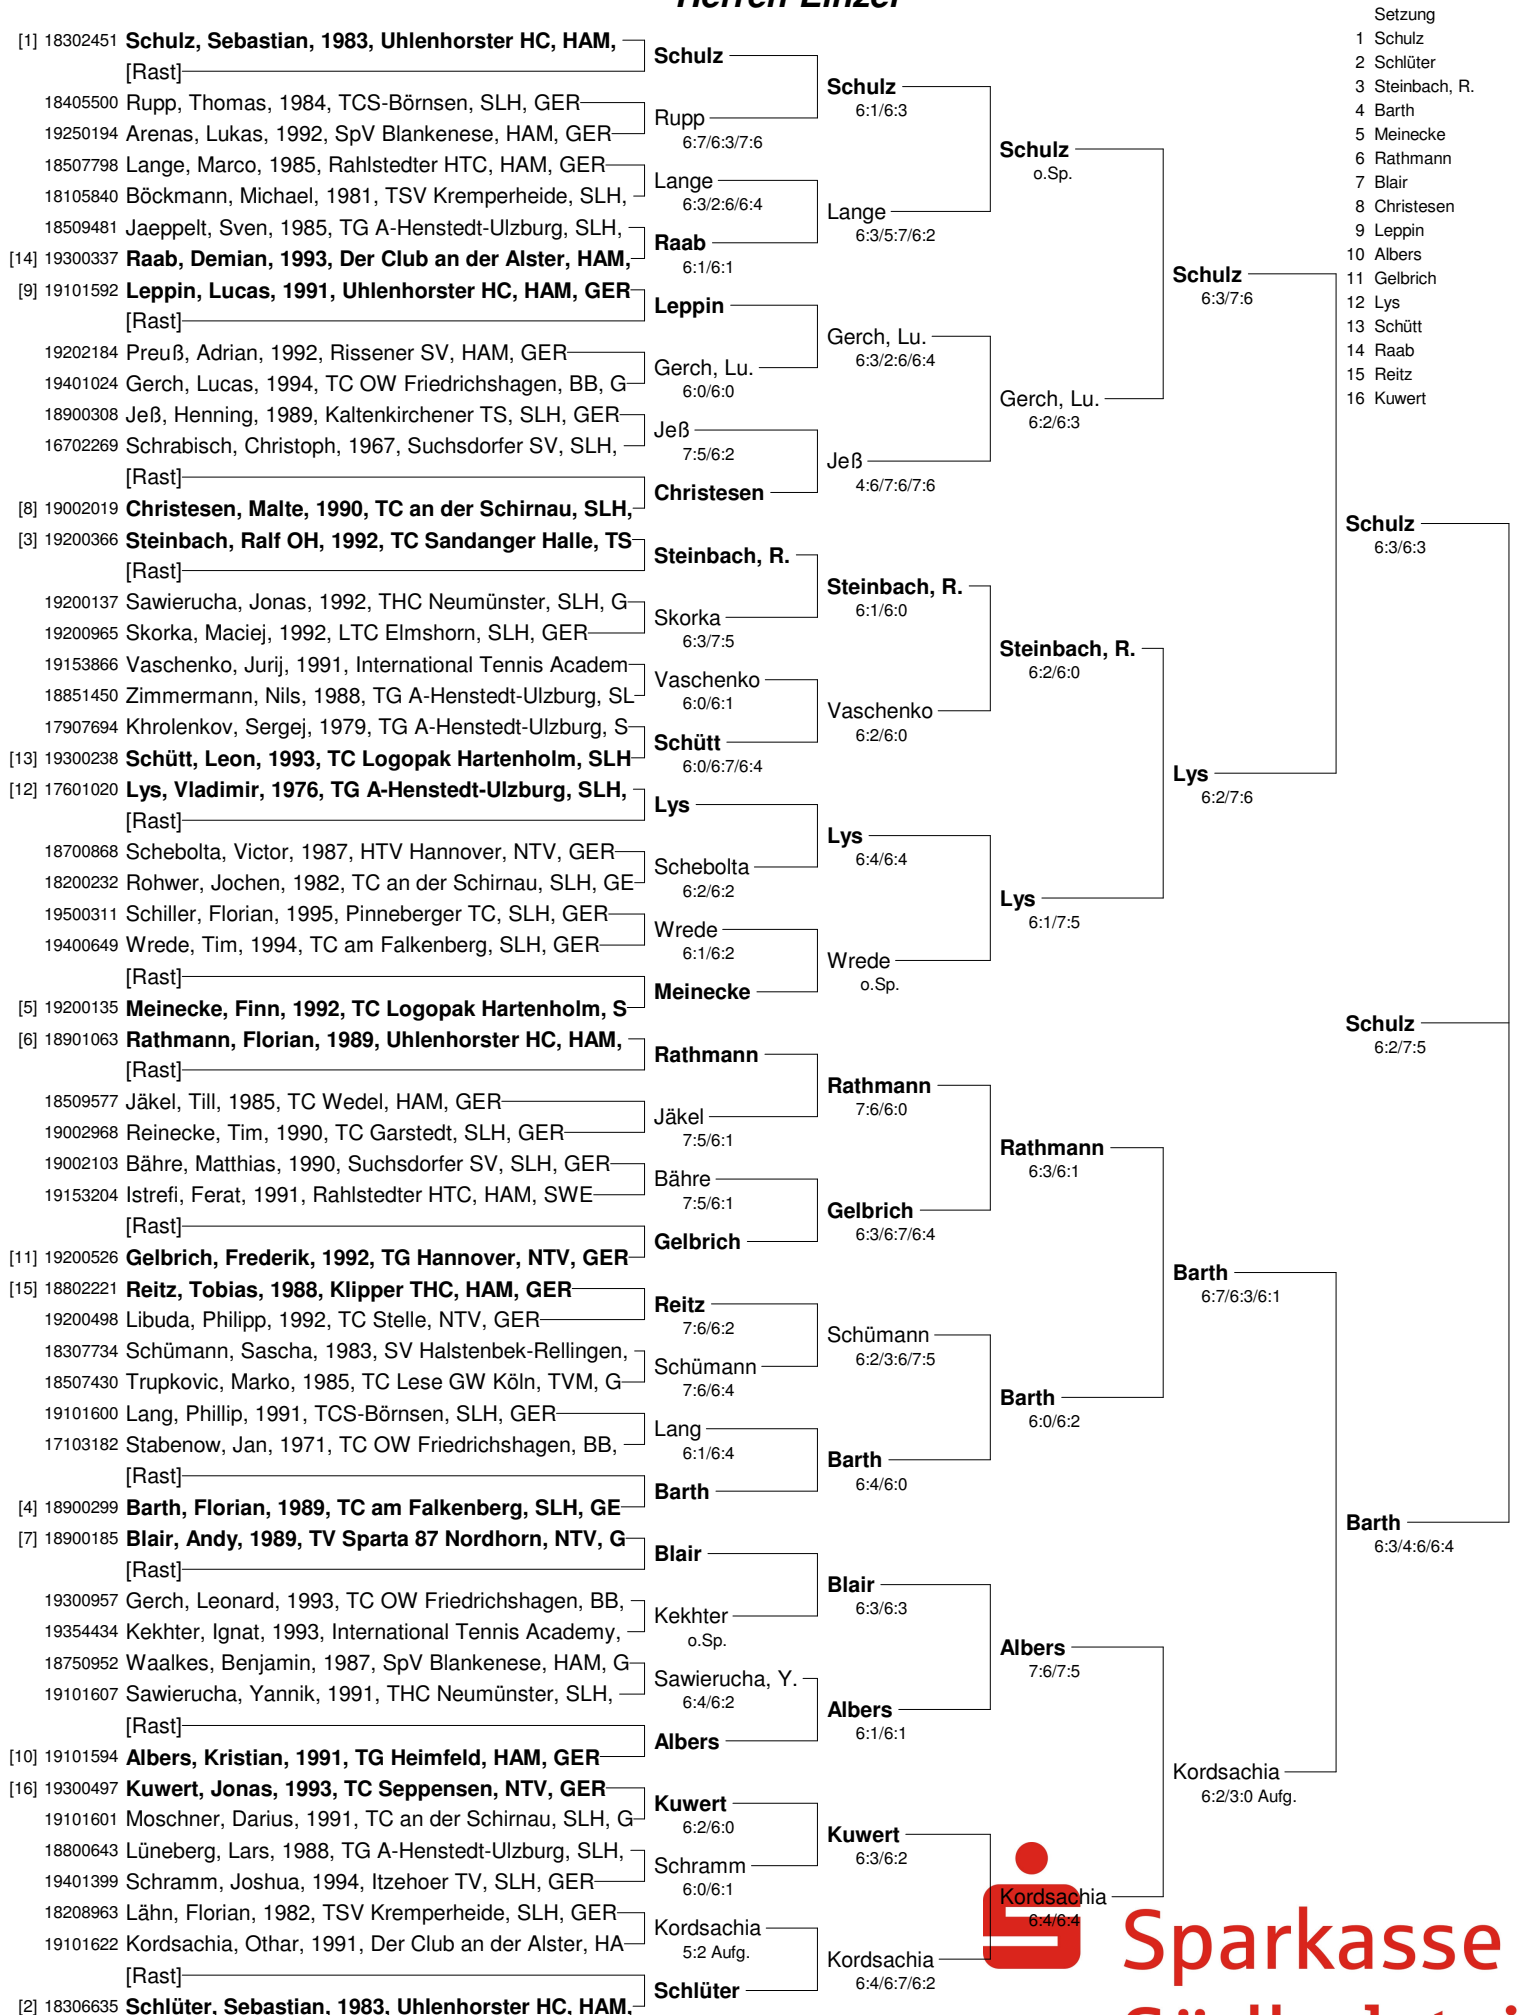 Herren-Einzel
Setzung
1 Schulz
2 Schlüter
3 Steinbach, R.
4 Barth
5 Meinecke
6 Rathmann
7 Blair
8 Christesen
9 Leppin
10 Albers
11 Gelbrich
12 Lys
13 Schütt
14 Raab
15 Reitz
16 Kuwert
[1] 18302451 Schulz, Sebastian, 1983, Uhlenhorster HC, HAM,
[Rast]
18405500 Rupp, Thomas, 1984, TCS-Börnsen, SLH, GER
19250194 Arenas, Lukas, 1992, SpV Blankenese, HAM, GER
18507798 Lange, Marco, 1985, Rahlstedter HTC, HAM, GER
18105840 Böckmann, Michael, 1981, TSV Kremperheide, SLH,
18509481 Jaeppelt, Sven, 1985, TG A-Henstedt-Ulzburg, SLH,
[14] 19300337 Raab, Demian, 1993, Der Club an der Alster, HAM,
[9] 19101592 Leppin, Lucas, 1991, Uhlenhorster HC, HAM, GER
[Rast]
19202184 Preuß, Adrian, 1992, Rissener SV, HAM, GER
19401024 Gerch, Lucas, 1994, TC OW Friedrichshagen, BB, G
18900308 Jeß, Henning, 1989, Kaltenkirchener TS, SLH, GER
16702269 Schrabisch, Christoph, 1967, Suchsdorfer SV, SLH,
[Rast]
[8] 19002019 Christesen, Malte, 1990, TC an der Schirnau, SLH,
[3] 19200366 Steinbach, Ralf OH, 1992, TC Sandanger Halle, TS
[Rast]
19200137 Sawierucha, Jonas, 1992, THC Neumünster, SLH, G
19200965 Skorka, Maciej, 1992, LTC Elmshorn, SLH, GER
19153866 Vaschenko, Jurij, 1991, International Tennis Academ
18851450 Zimmermann, Nils, 1988, TG A-Henstedt-Ulzburg, SL
17907694 Khrolenkov, Sergej, 1979, TG A-Henstedt-Ulzburg, S
[13] 19300238 Schütt, Leon, 1993, TC Logopak Hartenholm, SLH
[12] 17601020 Lys, Vladimir, 1976, TG A-Henstedt-Ulzburg, SLH,
[Rast]
18700868 Schebolta, Victor, 1987, HTV Hannover, NTV, GER
18200232 Rohwer, Jochen, 1982, TC an der Schirnau, SLH, GE
19500311 Schiller, Florian, 1995, Pinneberger TC, SLH, GER
19400649 Wrede, Tim, 1994, TC am Falkenberg, SLH, GER
[Rast]
[5] 19200135 Meinecke, Finn, 1992, TC Logopak Hartenholm, S
[6] 18901063 Rathmann, Florian, 1989, Uhlenhorster HC, HAM,
[Rast]
18509577 Jäkel, Till, 1985, TC Wedel, HAM, GER
19002968 Reinecke, Tim, 1990, TC Garstedt, SLH, GER
19002103 Bähre, Matthias, 1990, Suchsdorfer SV, SLH, GER
19153204 Istrefi, Ferat, 1991, Rahlstedter HTC, HAM, SWE
[Rast]
[11] 19200526 Gelbrich, Frederik, 1992, TG Hannover, NTV, GER
[15] 18802221 Reitz, Tobias, 1988, Klipper THC, HAM, GER
19200498 Libuda, Philipp, 1992, TC Stelle, NTV, GER
18307734 Schümann, Sascha, 1983, SV Halstenbek-Rellingen,
18507430 Trupkovic, Marko, 1985, TC Lese GW Köln, TVM, G
19101600 Lang, Phillip, 1991, TCS-Börnsen, SLH, GER
17103182 Stabenow, Jan, 1971, TC OW Friedrichshagen, BB,
[Rast]
[4] 18900299 Barth, Florian, 1989, TC am Falkenberg, SLH, GE
[7] 18900185 Blair, Andy, 1989, TV Sparta 87 Nordhorn, NTV, G
[Rast]
19300957 Gerch, Leonard, 1993, TC OW Friedrichshagen, BB,
19354434 Kekhter, Ignat, 1993, International Tennis Academy,
18750952 Waalkes, Benjamin, 1987, SpV Blankenese, HAM, G
19101607 Sawierucha, Yannik, 1991, THC Neumünster, SLH,
[Rast]
[10] 19101594 Albers, Kristian, 1991, TG Heimfeld, HAM, GER
[16] 19300497 Kuwert, Jonas, 1993, TC Seppensen, NTV, GER
19101601 Moschner, Darius, 1991, TC an der Schirnau, SLH, G
18800643 Lüneberg, Lars, 1988, TG A-Henstedt-Ulzburg, SLH,
19401399 Schramm, Joshua, 1994, Itzehoer TV, SLH, GER
18208963 Lähn, Florian, 1982, TSV Kremperheide, SLH, GER
19101622 Kordsachia, Othar, 1991, Der Club an der Alster, HA
[Rast]
[2] 18306635 Schlüter, Sebastian, 1983, Uhlenhorster HC, HAM,
Schulz
Rupp
6:7/6:3/7:6
Lange
6:3/2:6/6:4
Raab
6:1/6:1
Leppin
Gerch, Lu.
6:0/6:0
Jeß
7:5/6:2
Christesen
Steinbach, R.
Skorka
6:3/7:5
Vaschenko
6:0/6:1
Schütt
6:0/6:7/6:4
Lys
Schebolta
6:2/6:2
Wrede
6:1/6:2
Meinecke
Rathmann
Jäkel
7:5/6:1
Bähre
7:5/6:1
Gelbrich
Reitz
7:6/6:2
Schümann
7:6/6:4
Lang
6:1/6:4
Barth
Blair
Kekhter
o.Sp.
Sawierucha, Y.
6:4/6:2
Albers
Kuwert
6:2/6:0
Schramm
6:0/6:1
Kordsachia
5:2 Aufg.
Schlüter
Schulz
6:1/6:3
Lange
6:3/5:7/6:2
Gerch, Lu.
6:3/2:6/6:4
Jeß
4:6/7:6/7:6
Steinbach, R.
6:1/6:0
Vaschenko
6:2/6:0
Lys
6:4/6:4
Wrede
o.Sp.
Rathmann
7:6/6:0
Gelbrich
6:3/6:7/6:4
Schümann
6:2/3:6/7:5
Barth
6:4/6:0
Blair
6:3/6:3
Albers
6:1/6:1
Kuwert
6:3/6:2
Kordsachia
6:4/6:7/6:2
Schulz
o.Sp.
Gerch, Lu.
6:2/6:3
Steinbach, R.
6:2/6:0
Lys
6:1/7:5
Rathmann
6:3/6:1
Barth
6:0/6:2
Albers
7:6/7:5
Kordsachia
6:4/6:4
Schulz
6:3/7:6
Lys
6:2/7:6
Barth
6:7/6:3/6:1
Kordsachia
6:2/3:0 Aufg.
Schulz
6:3/6:3
Barth
6:3/4:6/6:4
Schulz
6:2/7:5
Sparkasse